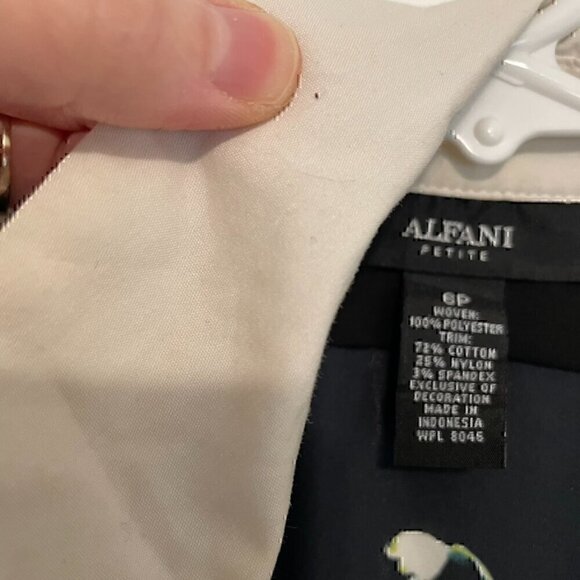 ALFANI
PETITE
6P
WOVEN:
100% POLYESTER
TRIM:
72% COTTON
25% NYLON
3% SPANDEX
EXCLUSIVE OF
DECORATION
MADE IN
INDONESIA
WPL 8046